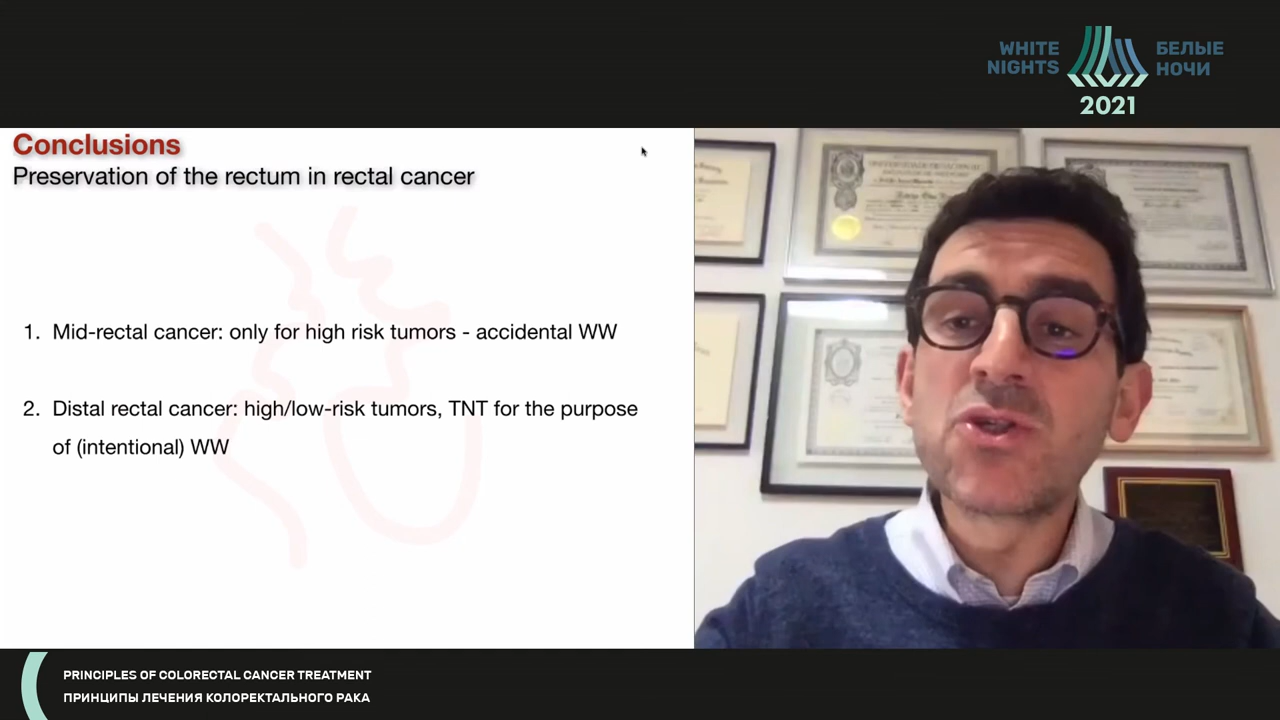 WHITE
NIGHTS
БЕЛЫЕ
НОЧИ
2021
Conclusions
Preservation of the rectum in rectal cancer
1. Mid-rectal cancer: only for high risk tumors - accidental WW
2. Distal rectal cancer: high/low-risk tumors, TNT for the purpose
of (intentional) WW
PRINCIPLES OF COLORECTAL CANCER TREATMENT
ПРИНЦИПЫ ЛЕЧЕНИЯ КОЛОРЕКТАЛЬНОГО РАКА